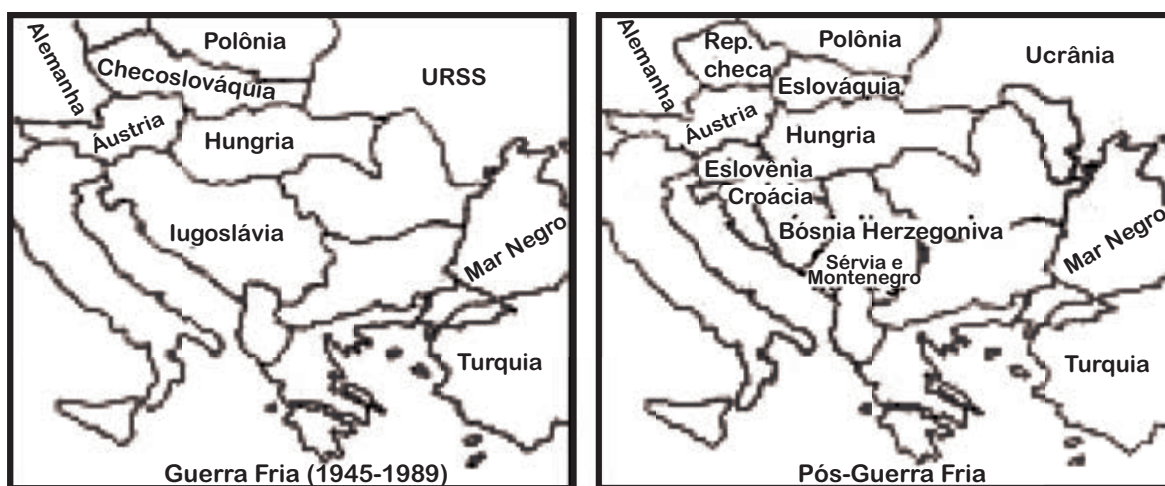 Alemanha
Polônia
Checoslováquia
URSS
Áustria
Hungria
Iugoslávia
Mar Negro
Turquia
Guerra Fria (1945-1989)
Alemanha
Rep.
checa
Polônia
Ucrânia
Eslováquia
Áustria
Hungria
Eslovênia
Croácia
Bósnia Herzegoniva
Sérvia e
Montenegro
Mar Negro
Turquia
Pós-Guerra Fria